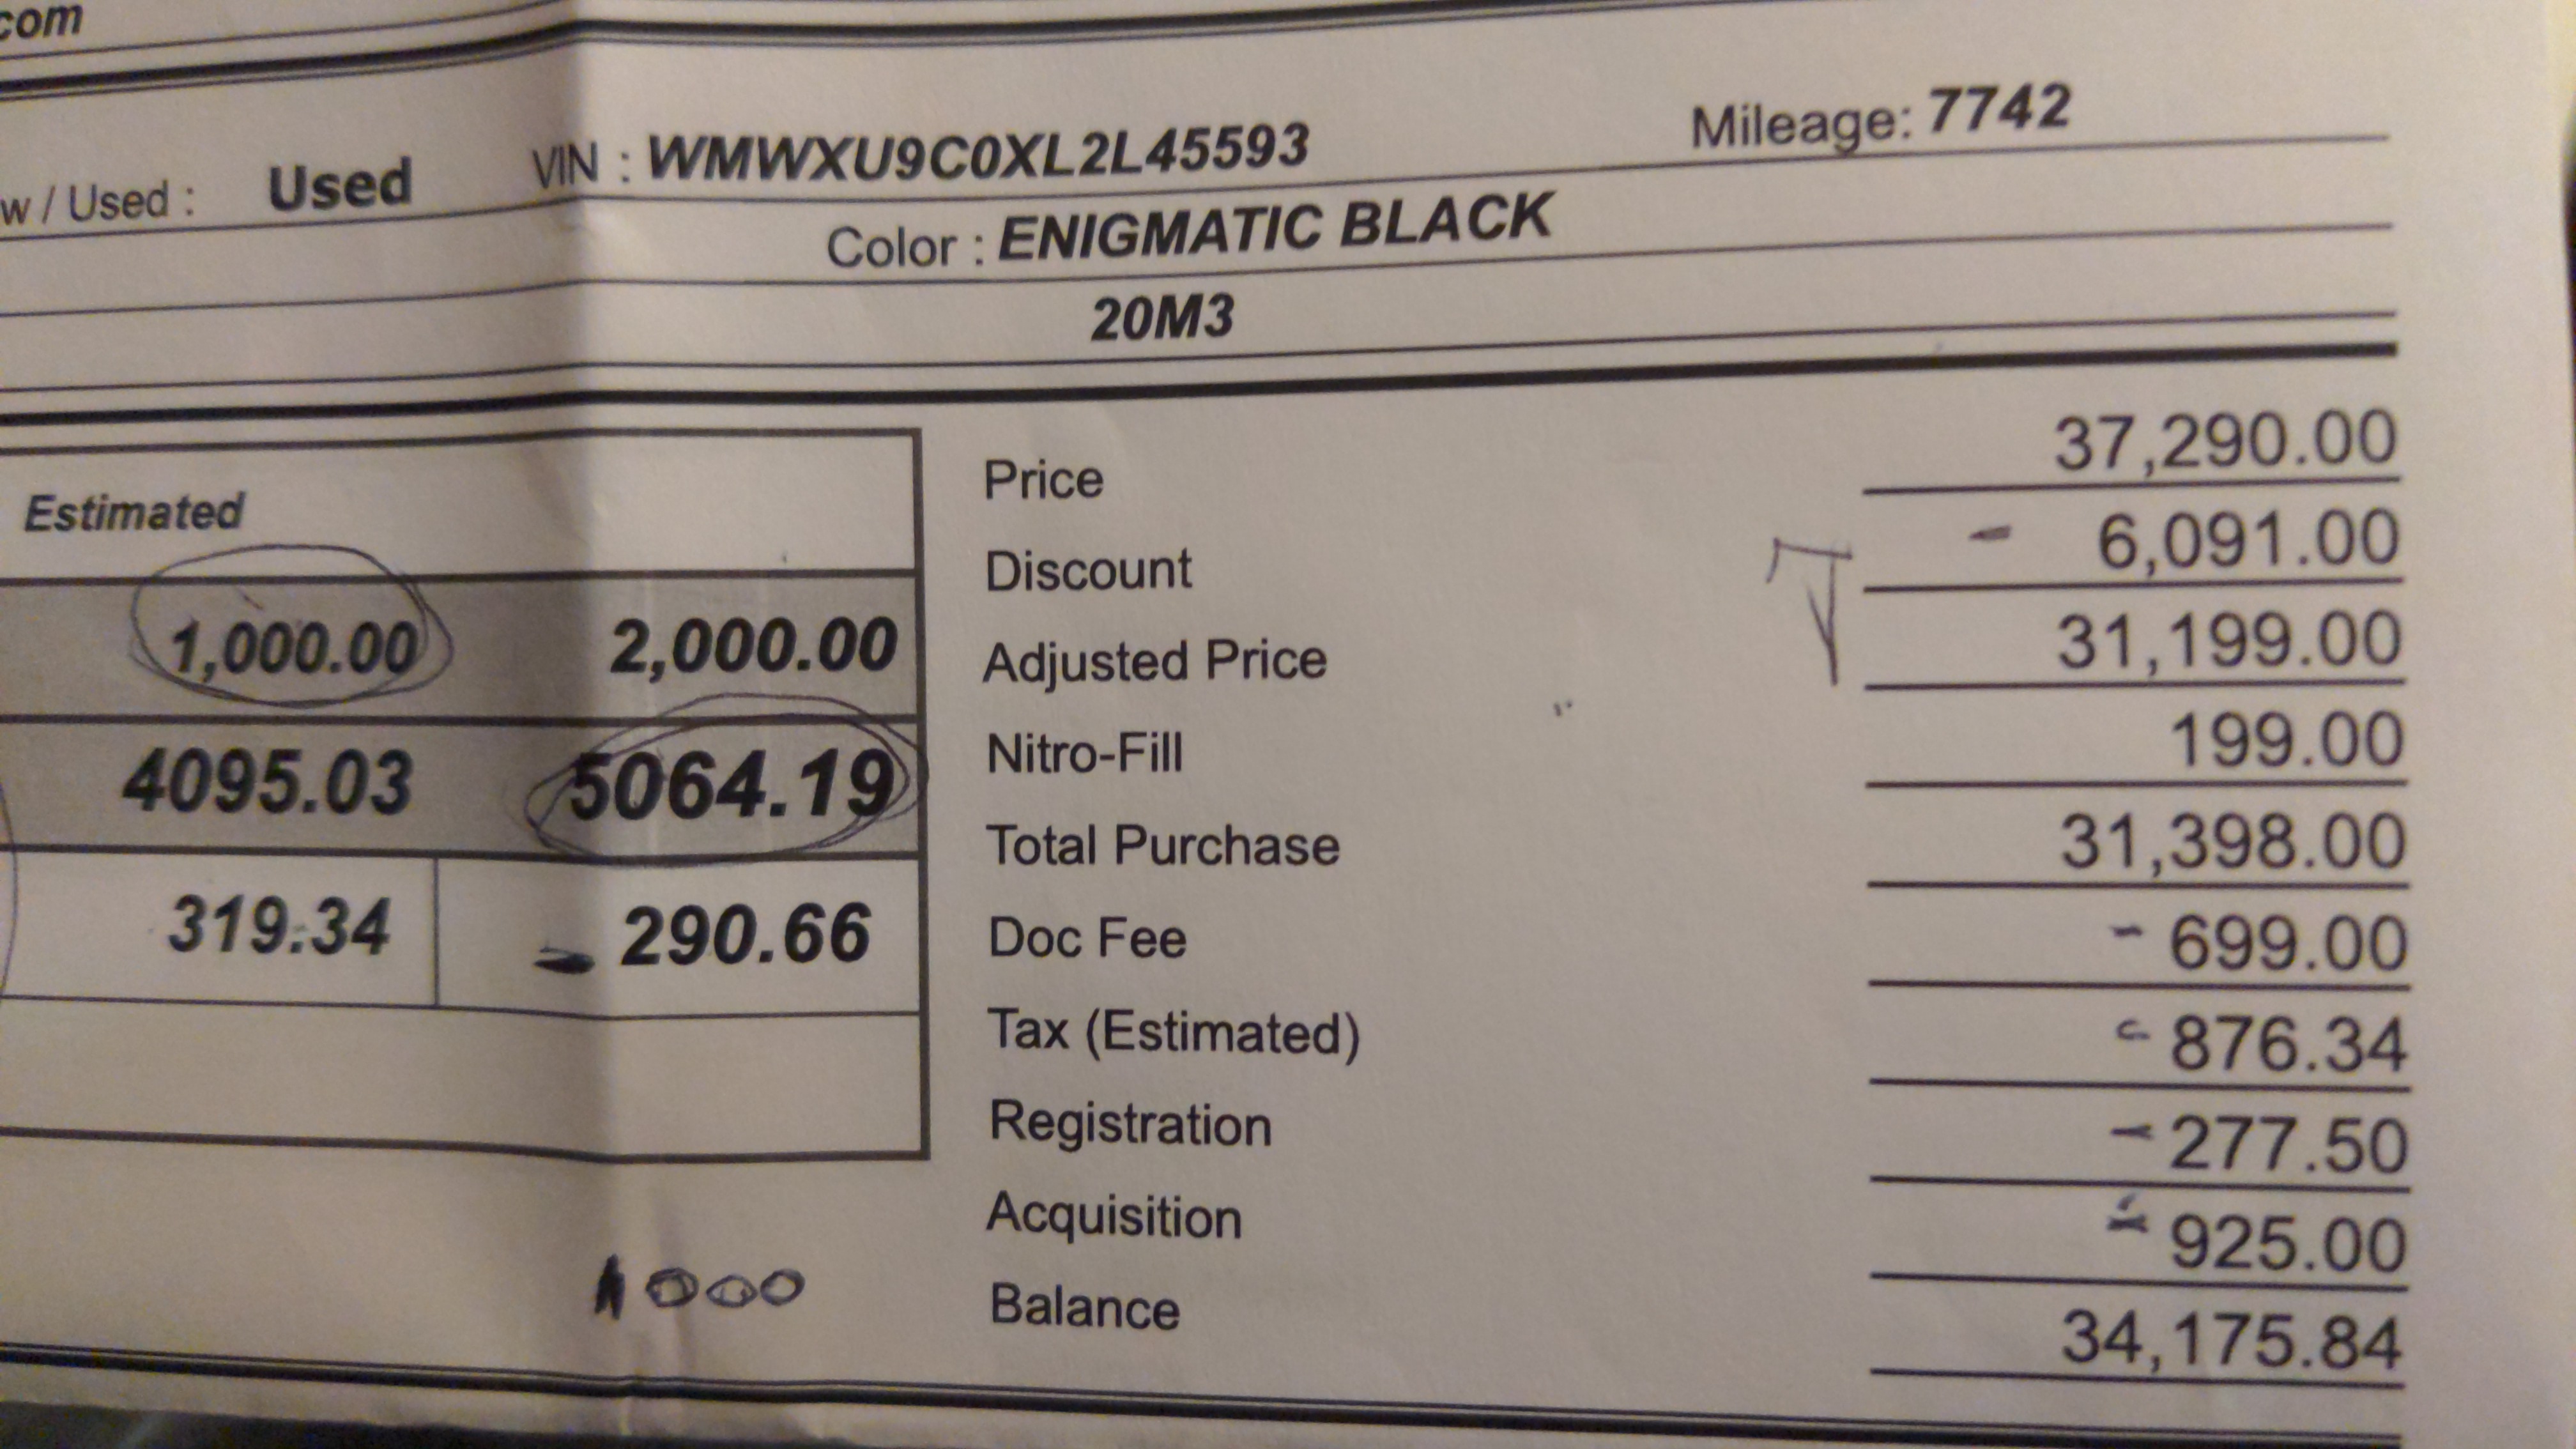 com
w / Used : Used VIN : WMWXU9C0XL2L45593 Mileage: 7742
Color : ENIGMATIC BLACK
20M3
Estimated
1,000.00 2,000.00
4095.03 5064.19
319.34 - 290.66
1000
Price 37,290.00
Discount - 6,091.00
Adjusted Price 31,199.00
Nitro-Fill 199.00
Total Purchase 31,398.00
Doc Fee - 699.00
Tax (Estimated) - 876.34
Registration - 277.50
Acquisition - 925.00
Balance 34,175.84